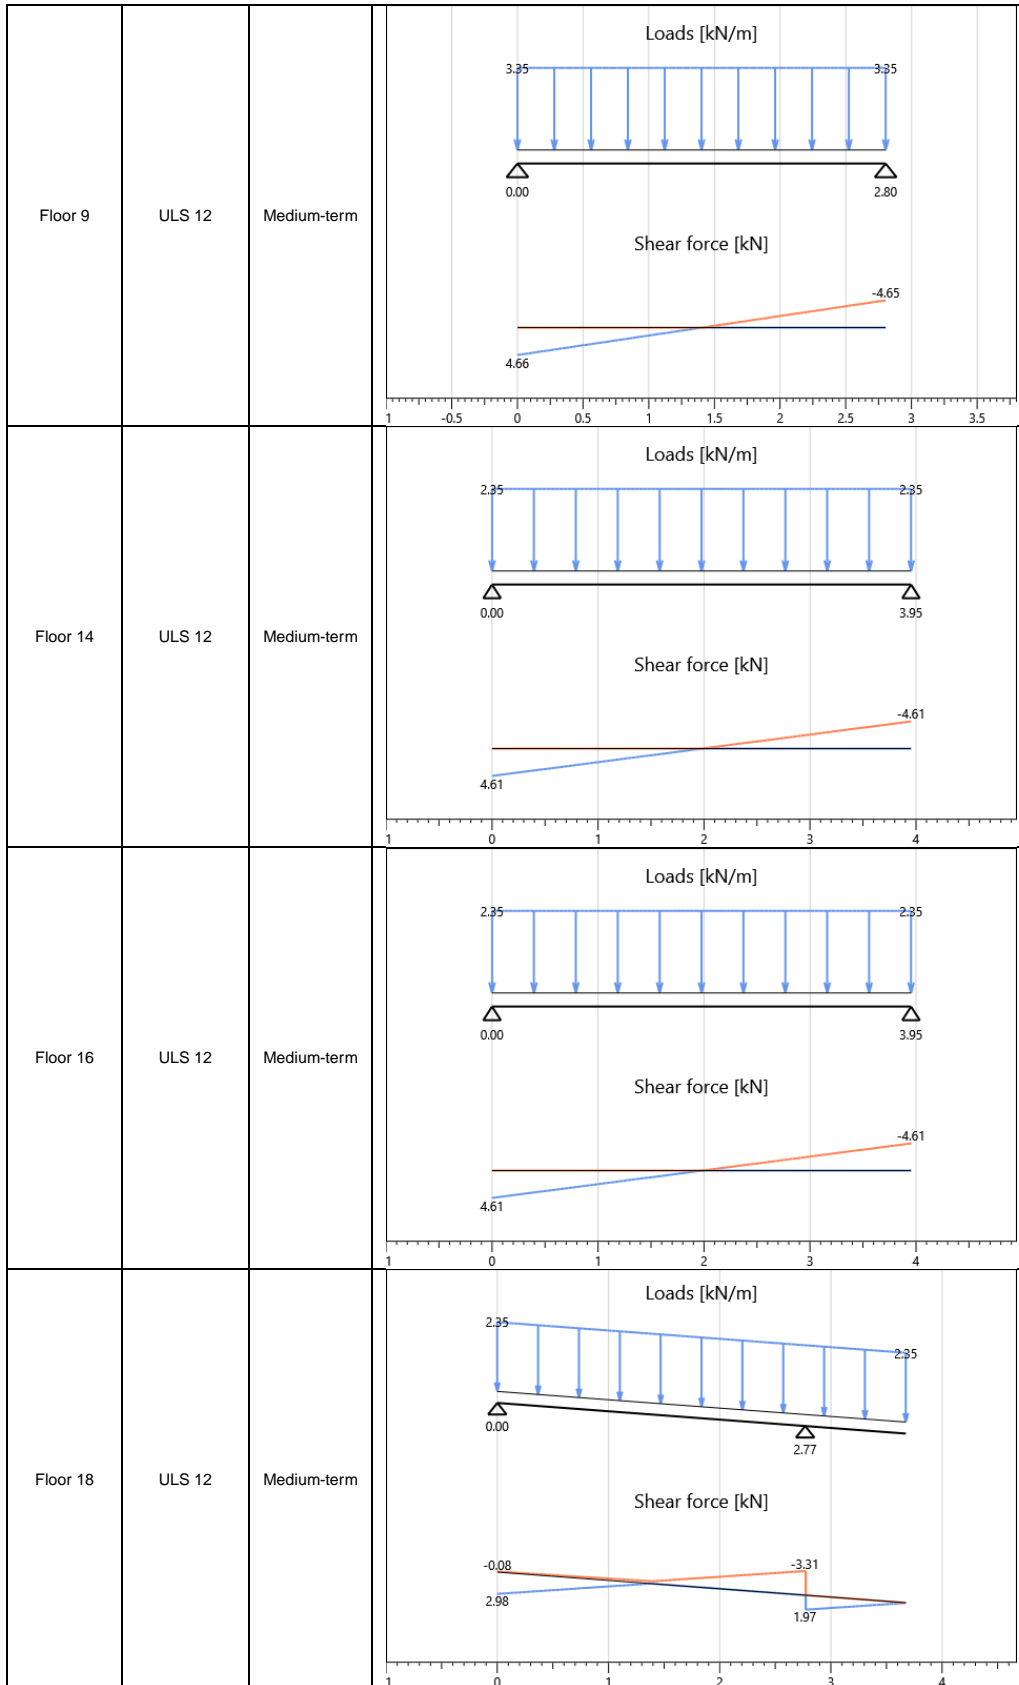 Loads [kN/m]
3.35 3.35
0.00 2.80
Floor 9 ULS 12 Medium-term
Shear force [kN]
-4.65
4.66
1 -0.5 0 0.5 1 1.5 2 2.5 3 3.5
Loads [kN/m]
2.35 2.35
0.00 3.95
Floor 14 ULS 12 Medium-term
Shear force [kN]
-4.61
4.61
1 0 1 2 3 4
Loads [kN/m]
2.35 2.35
0.00 3.95
Floor 16 ULS 12 Medium-term
Shear force [kN]
-4.61
4.61
1 0 1 2 3 4
Loads [kN/m]
2.35
2.35
0.00
2.77
Floor 18 ULS 12 Medium-term
Shear force [kN]
-0.08 -3.31
2.98
1.97
1 0 1 2 3 4